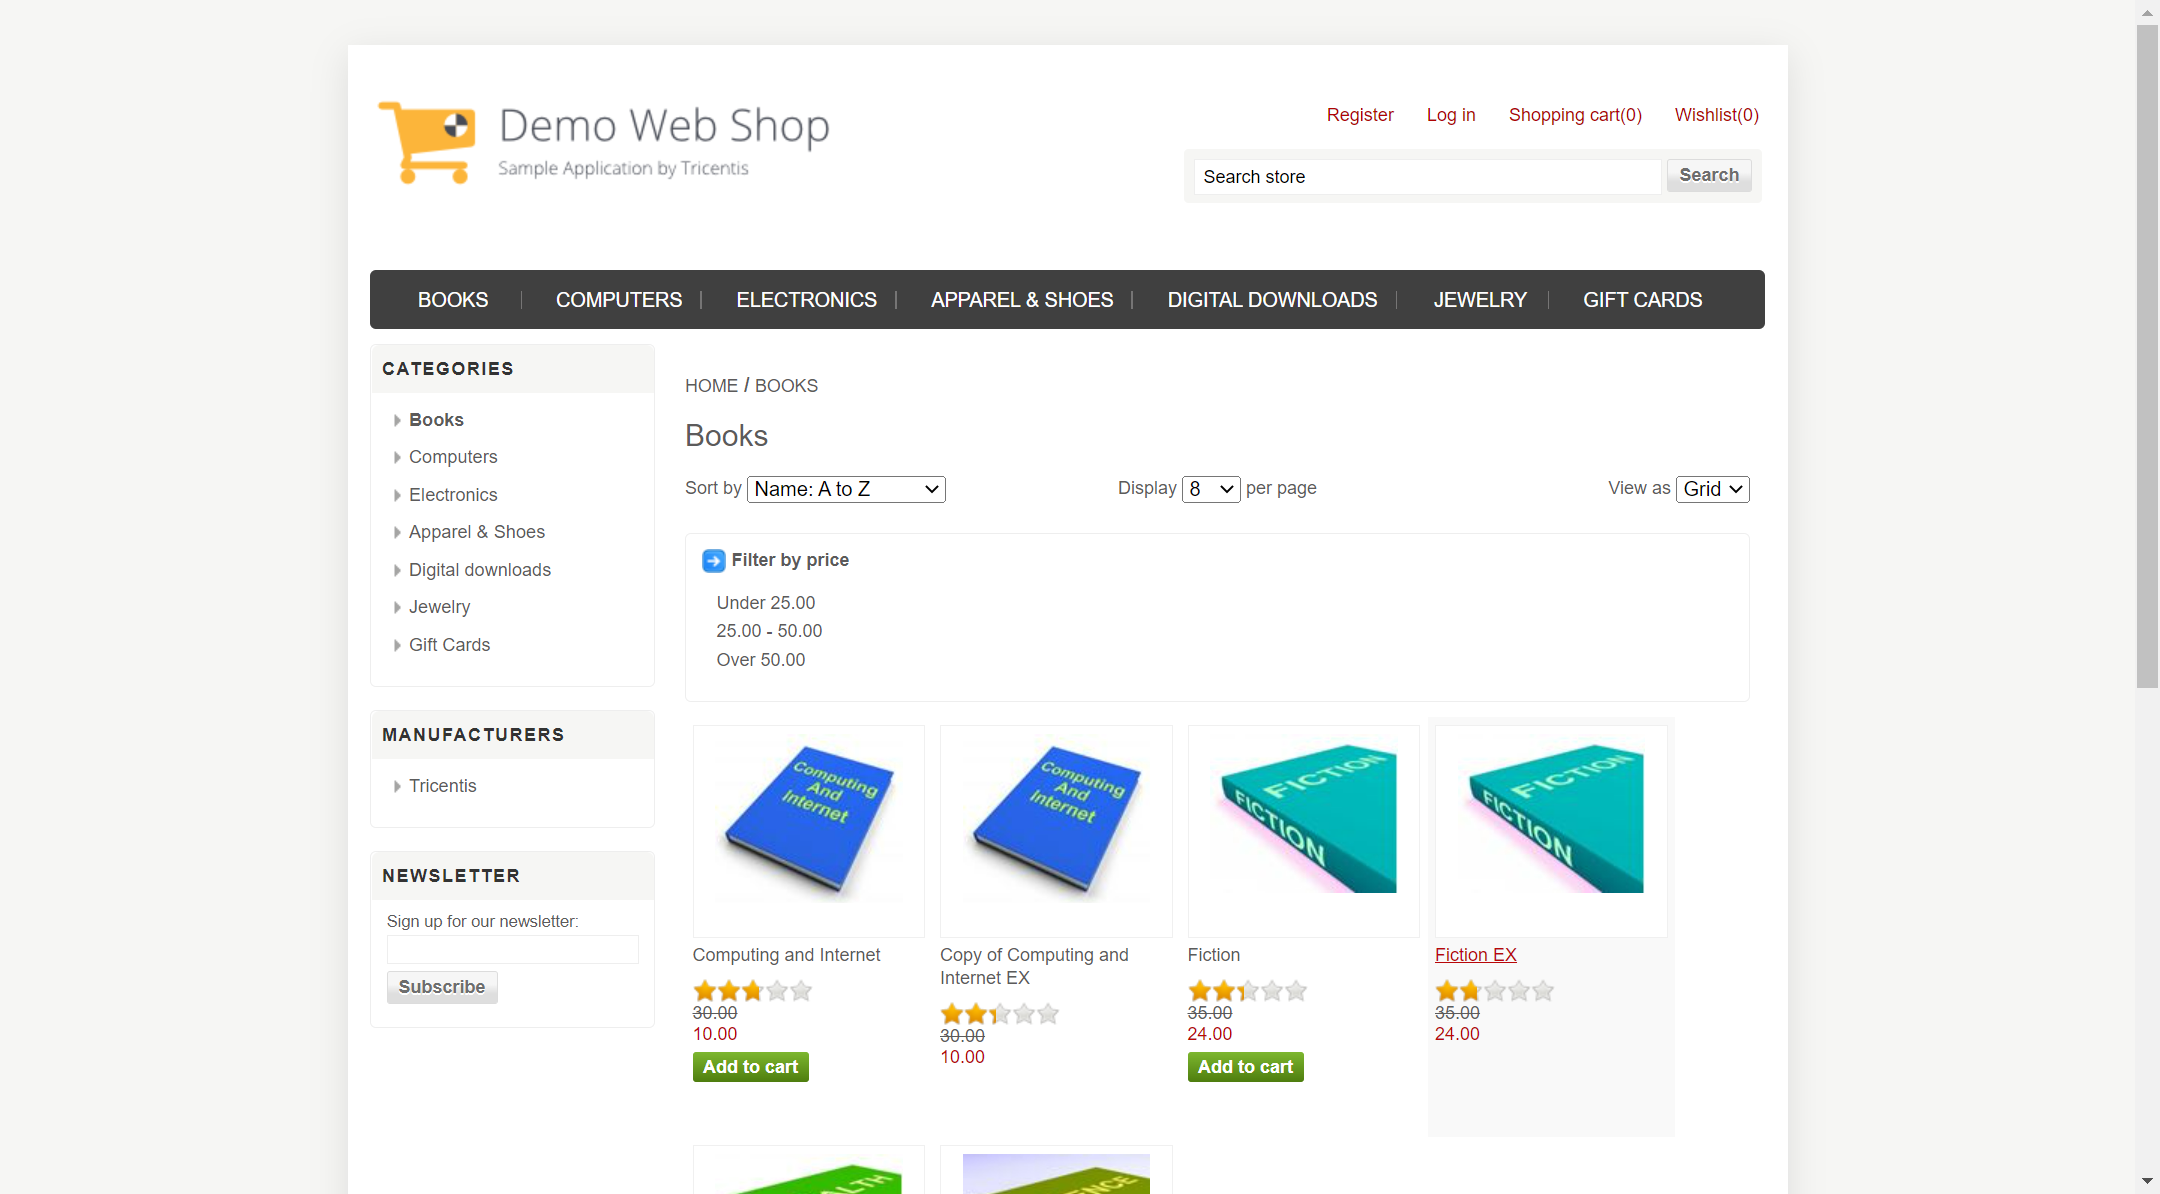 Demo Web Shop
Sample Application by Tricentis
Register
Log in
Shopping cart(0)
Wishlist(0)
Search store
Search
BOOKS
COMPUTERS
ELECTRONICS
APPAREL & SHOES
DIGITAL DOWNLOADS
JEWELRY
GIFT CARDS
CATEGORIES
Books
Computers
Electronics
Apparel & Shoes
Digital downloads
Jewelry
Gift Cards
MANUFACTURERS
Tricentis
NEWSLETTER
Sign up for our newsletter:
Subscribe
HOME / BOOKS
Books
Sort by Name: A to Z
Display 8 per page
View as Grid
Filter by price
Under 25.00
25.00 - 50.00
Over 50.00
Computing
And
Internet
Computing and Internet
30.00
10.00
Add to cart
Computing
And
Internet
Copy of Computing and
Internet EX
30.00
10.00
FICTION
FICTION
Fiction
35.00
24.00
Add to cart
FICTION
FICTION
Fiction EX
35.00
24.00